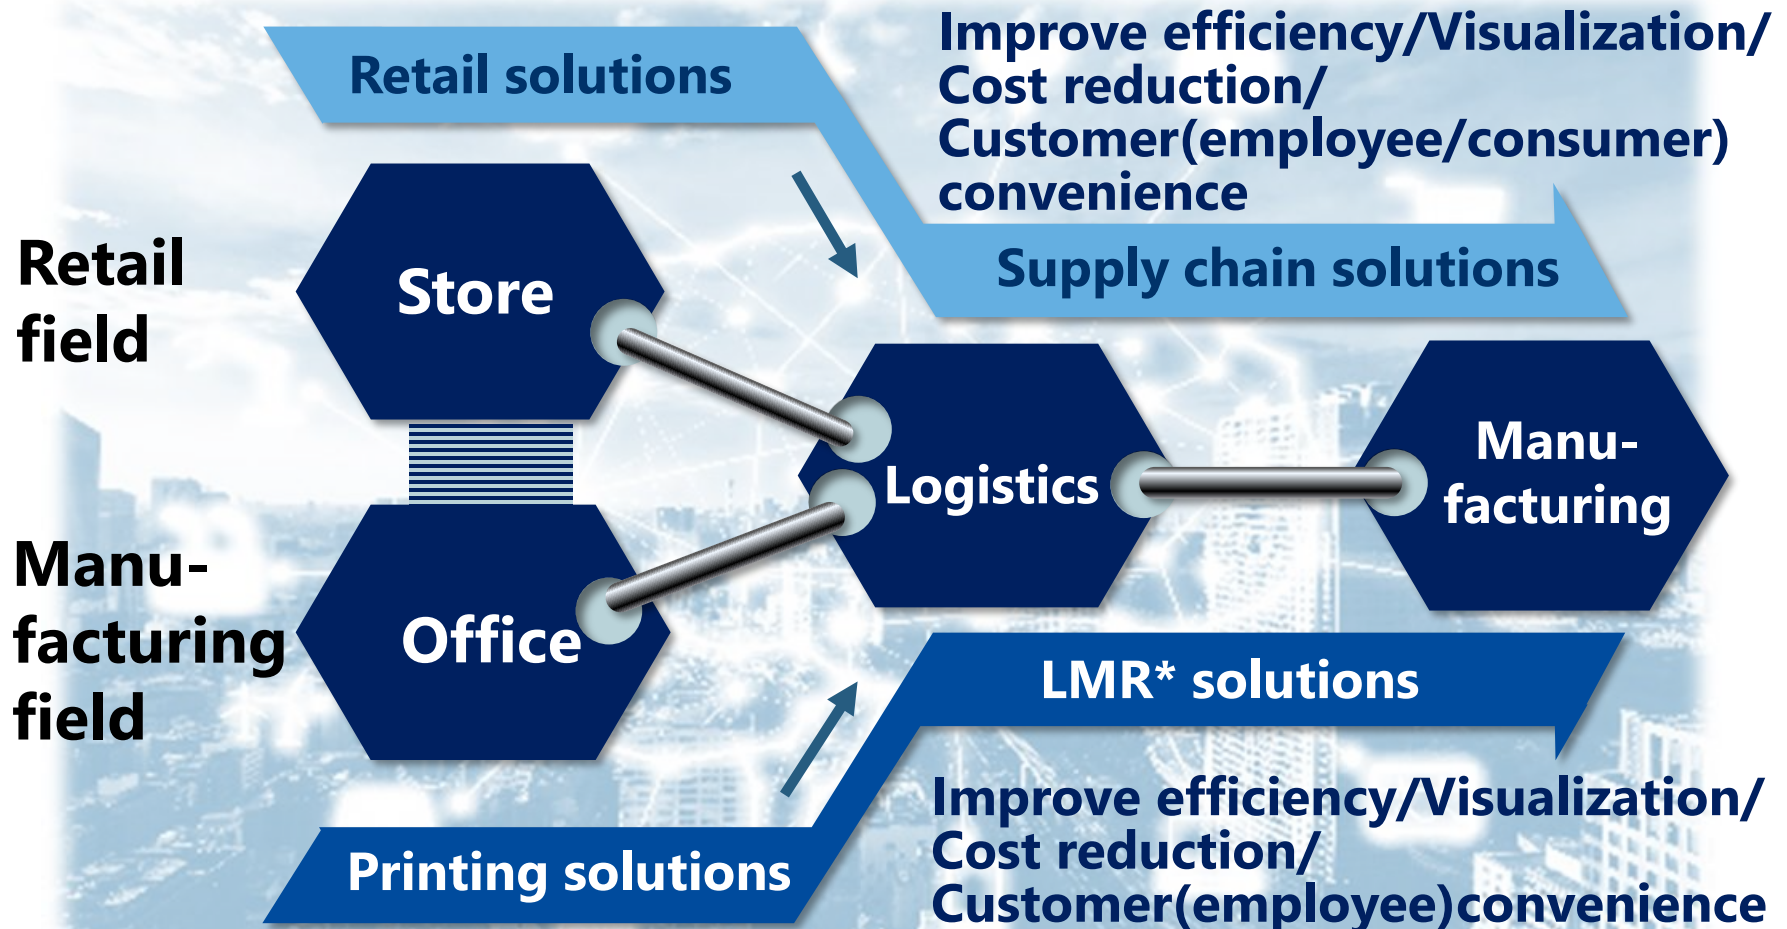 Retail solutions
Improve efficiency/Visualization/
Cost reduction/
Customer(employee/consumer)
convenience
Supply chain solutions
Retail
field
Store
Logistics
Manu-
facturing
Manu-
facturing
field
Office
LMR* solutions
Printing solutions
Improve efficiency/Visualization/
Cost reduction/
Customer(employee)convenience